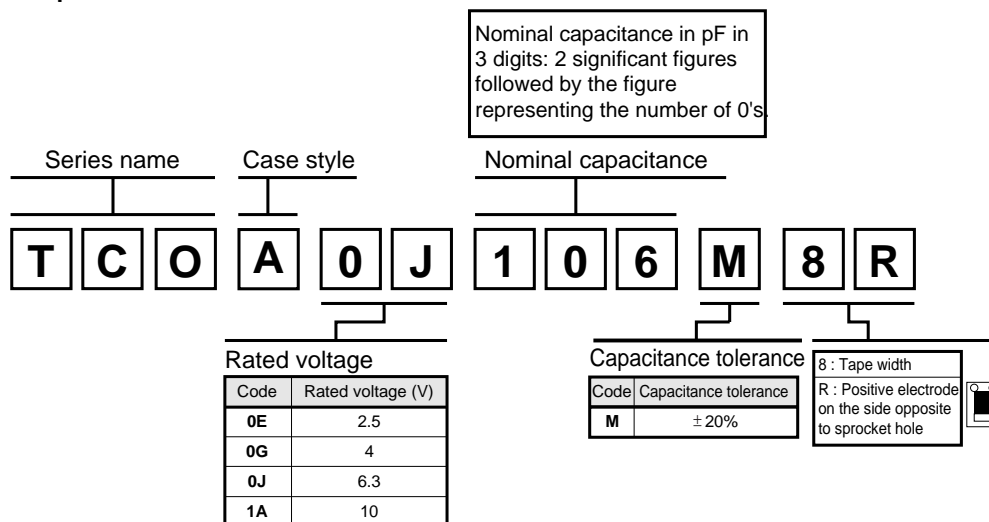 Nominal capacitance in pF in
3 digits: 2 significant figures
followed by the figure
representing the number of 0's.
Series name
Case style
Nominal capacitance
T C O A 0 J 1 0 6 M 8 R
Rated voltage
Code Rated voltage (V)
0E 2.5
0G 4
0J 6.3
1A 10
Capacitance tolerance
Code Capacitance tolerance
M ±20%
8 : Tape width
R : Positive electrode
on the side opposite
to sprocket hole